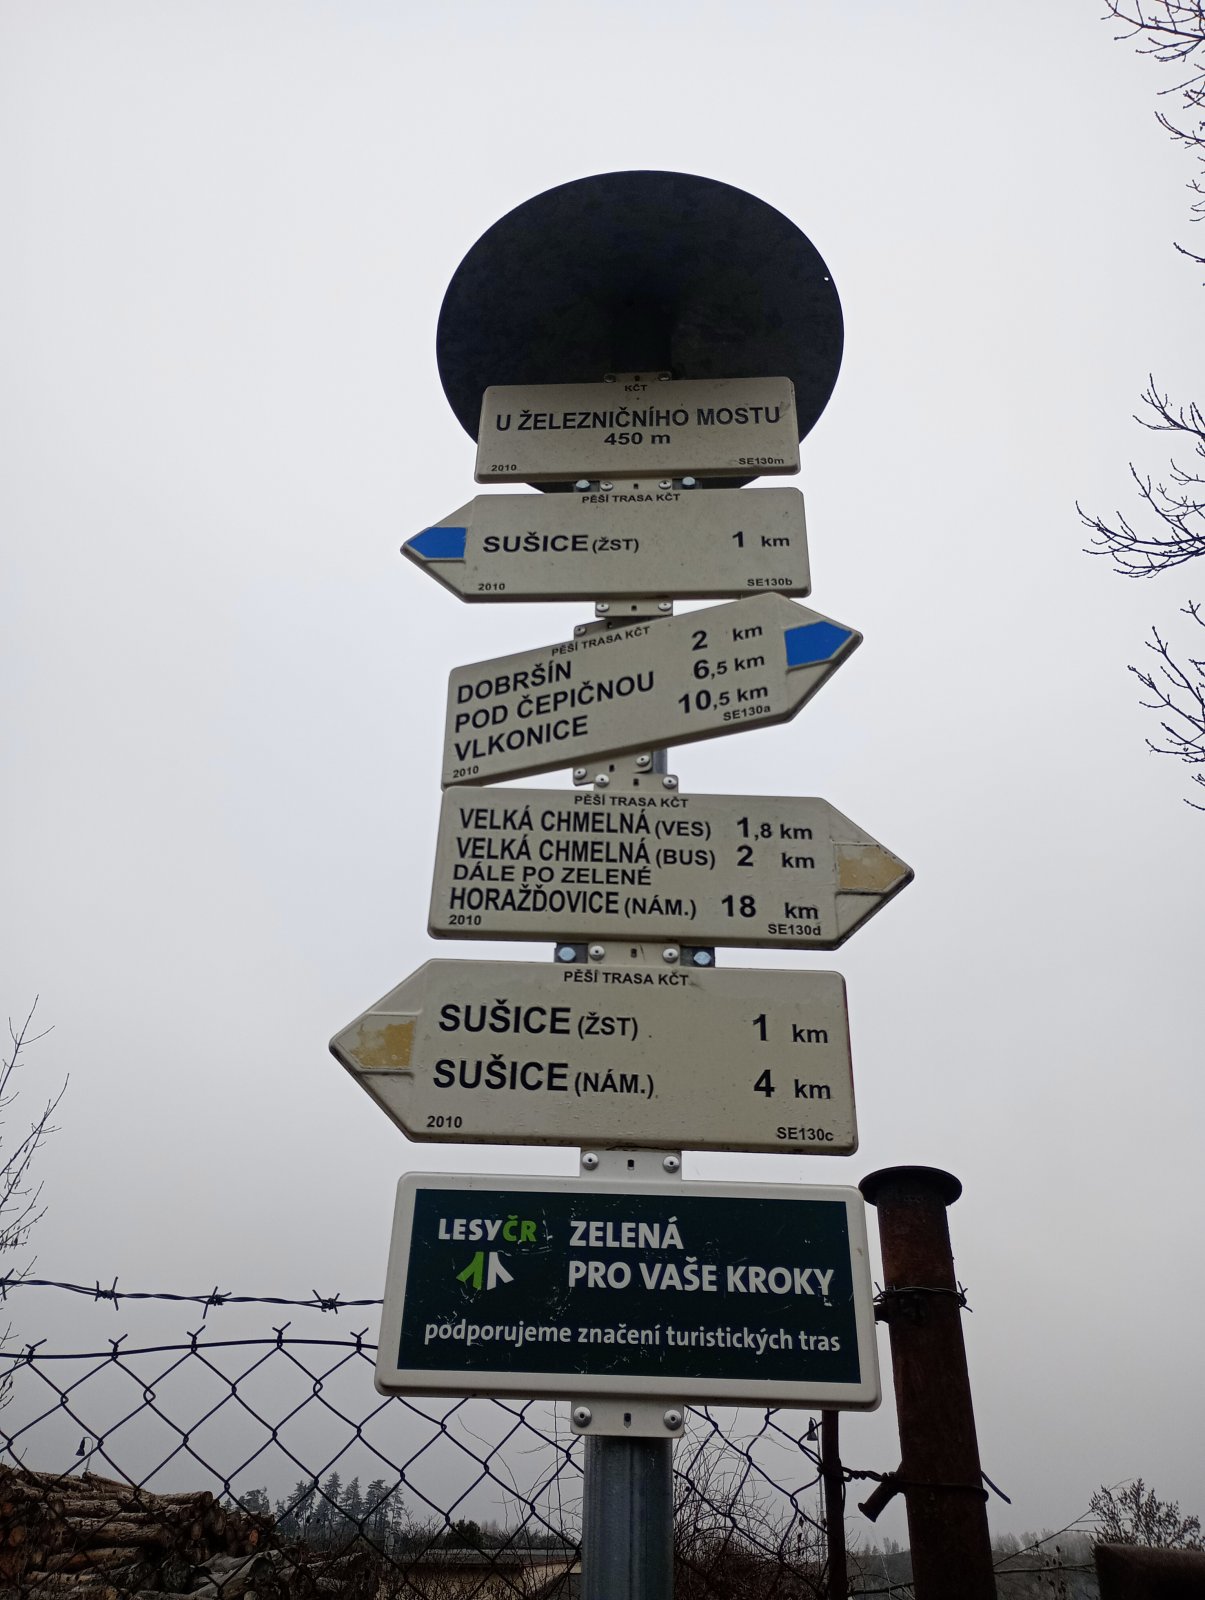 KČT
U ŽELEZNIČNÍHO MOSTU
450 m
2010 SE130m
PĚŠÍ TRASA KČT
SUŠICE (ŽST) 1 km
2010 SE130b
PĚŠÍ TRASA KČT
DOBRŠÍN 2 km
POD ČEPIČNOU 6,5 km
VLKONICE 10,5 km
2010 SE130a
PĚŠÍ TRASA KČT
VELKÁ CHMELNÁ (VES) 1,8 km
VELKÁ CHMELNÁ (BUS) 2 km
DÁLE PO ZELENÉ
HORAŽĎOVICE (NÁM.) 18 km
2010 SE130d
PĚŠÍ TRASA KČT
SUŠICE (ŽST) 1 km
SUŠICE (NÁM.) 4 km
2010 SE130c
LESYČR ZELENÁ
PRO VAŠE KROKY
podporujeme značení turistických tras